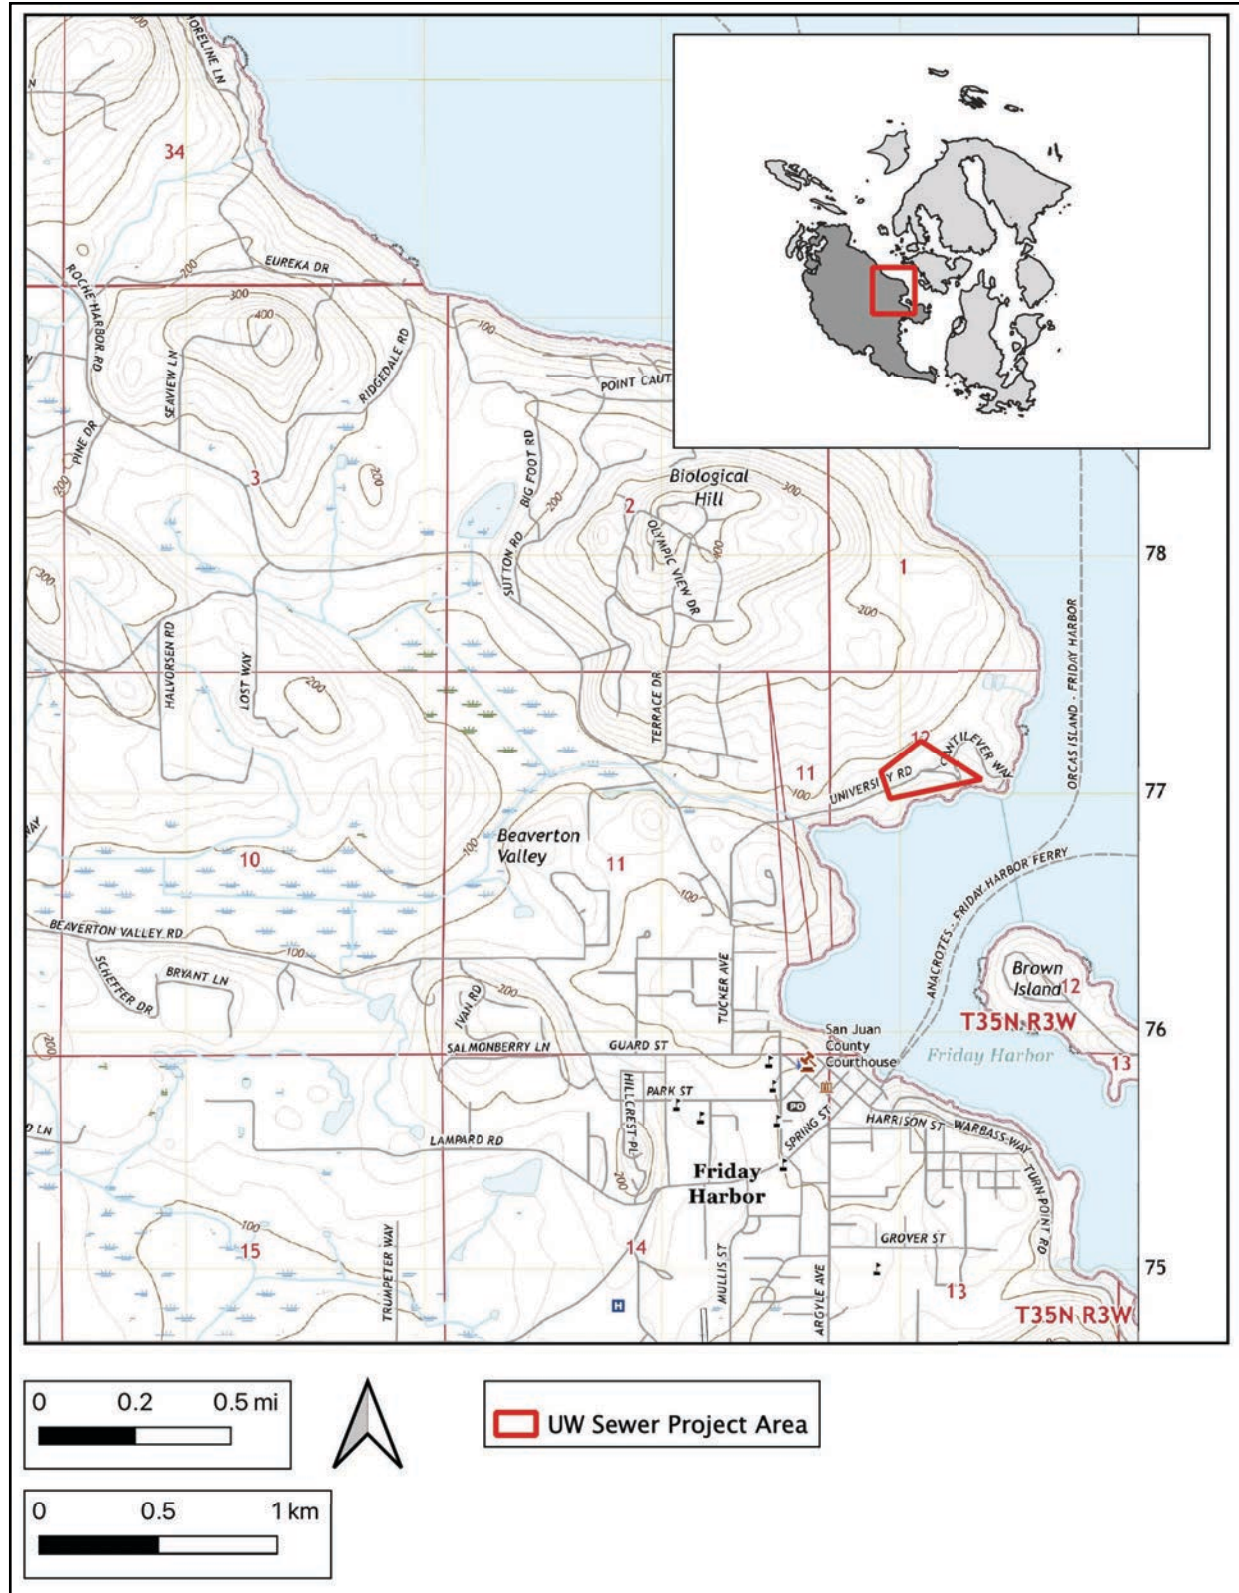 SHORELINE LN
34
EUREKA DR
200
300
400
100
ROCHE HARBOR RD
SEAVIEW LN
RIDGEDALE RD
POINT CAUT
PINE DR
200
3
200
BIG FOOT RD
200
Biological
Hill
300
2
OLYMPIC VIEW DR
400
SUTTON RD
1
200
78
300
HALVORSEN RD
LOST WAY
200
TERRACE DR
ORCAS ISLAND - FRIDAY HARBOR
12
CANTILEVER WAY
11
UNIVERSITY RD
100
100
77
Beaverton
Valley
100
10
11
100
ANACROTES - FRIDAY HARBOR FERRY
BEAVERTON VALLEY RD
100
SCHEFFER DR
BRYANT LN
IVAN RD
200
TUCKER AVE
Brown
Island
12
T35N R3W
76
San Juan
County
Courthouse
Friday Harbor
13
200
SALMONBERRY LN
GUARD ST
HILLCREST PL
PARK ST
PO
SPRING ST
HARRISON ST
WARBASS WAY
D LN
LAMPARD RD
200
Friday
Harbor
TURN POINT RD
100
15
TRUMPETER WAY
14
MULLIS ST
ARGYLE AVE
GROVER ST
75
13
H
T35N R3W
0 0.2 0.5 mi
UW Sewer Project Area
0 0.5 1 km